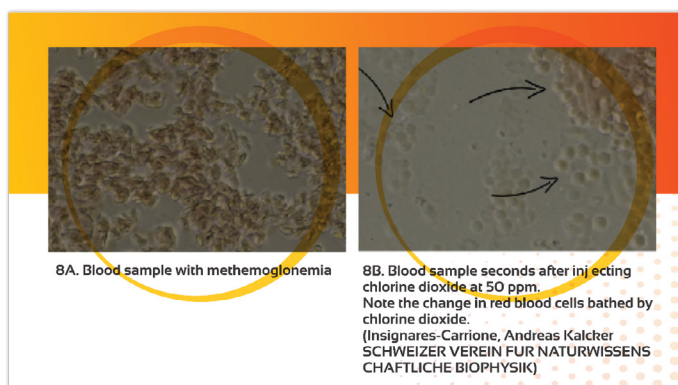 8A. Blood sample with methemoglonemia
8B. Blood sample seconds after inj ecting
chlorine dioxide at 50 ppm.
Note the change in red blood cells bathed by
chlorine dioxide.
(Insignares-Carrione, Andreas Kalcker
SCHWEIZER VEREIN FUR NATURWISSENS
CHAFTLICHE BIOPHYSIK)